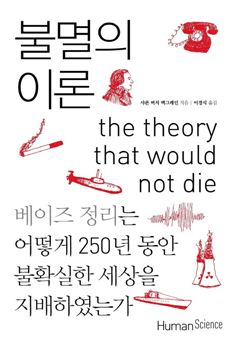 불멸의
이론
샤론 버치 맥그레인 지음 | 이경식 옮김
the theory
that would
not die
베이즈 정리는
어떻게 250년 동안
불확실한 세상을
지배하였는가
Human Science